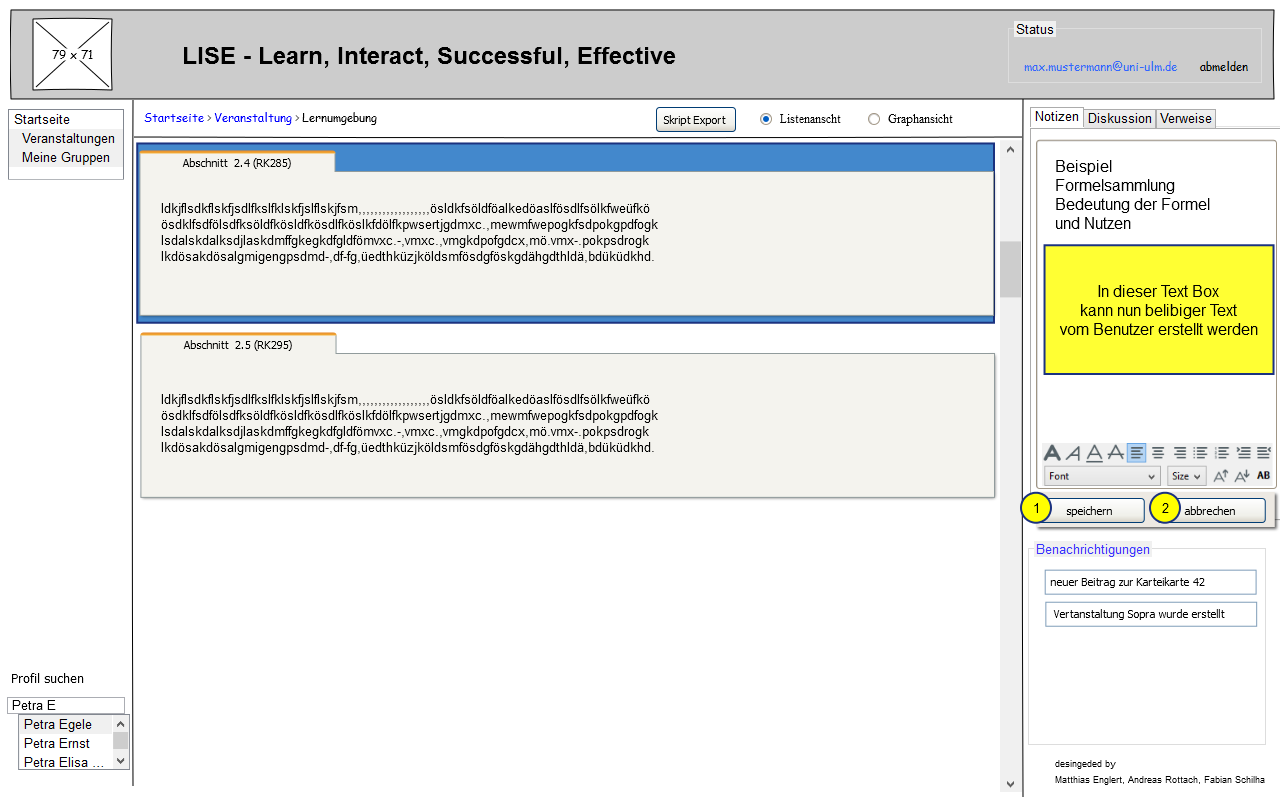 79 x 71
LISE - Learn, Interact, Successful, Effective
Status
max.mustermann@uni-ulm.de abmelden
Startseite
Veranstaltungen
Meine Gruppen
Startseite > Veranstaltung > Lernumgebung
Skript Export
Listenanscht
Graphansicht
Abschnitt 2.4 (RK285)
ldkjflsdkflskfjsdlfkslfklskfjslflskjfsm,,,,,,,,,,,,,,,,,,ösldkfsöldföalkedöaslfösdlfsölkfweüfkö
ösdklfsdfölsdfksöldfkösldfkösdlfköslkfdölfkpwsertjgdmxc.,mewmfwepogkfsdpokgpdfogk
lsdalskdalksdjlaskdmffgkegkdfgldfömvxc.-,vmxc.,vmgkdpofgdcx,mö.vmx-.pokpsdrogk
lkdösakdösalgmigengpsdmd-,df-fg,üedthküzjköldsmfösdgföskgdähgdthldä,bdüküdkhd.
Abschnitt 2.5 (RK295)
ldkjflsdkflskfjsdlfkslfklskfjslflskjfsm,,,,,,,,,,,,,,,,,,ösldkfsöldföalkedöaslfösdlfsölkfweüfkö
ösdklfsdfölsdfksöldfkösldfkösdlfköslkfdölfkpwsertjgdmxc.,mewmfwepogkfsdpokgpdfogk
lsdalskdalksdjlaskdmffgkegkdfgldfömvxc.-,vmxc.,vmgkdpofgdcx,mö.vmx-.pokpsdrogk
lkdösakdösalgmigengpsdmd-,df-fg,üedthküzjköldsmfösdgföskgdähgdthldä,bdüküdkhd.
Notizen Diskussion Verweise
Beispiel
Formelsammlung
Bedeutung der Formel
und Nutzen
In dieser Text Box
kann nun belibiger Text
vom Benutzer erstellt werden
A A A A
Font Size A A AB
1 speichern 2 abbrechen
Benachrichtigungen
neuer Beitrag zur Karteikarte 42
Vertanstaltung Sopra wurde erstellt
Profil suchen
Petra E
Petra Egele
Petra Ernst
Petra Elisa ...
desingeded by
Matthias Englert, Andreas Rottach, Fabian Schilha